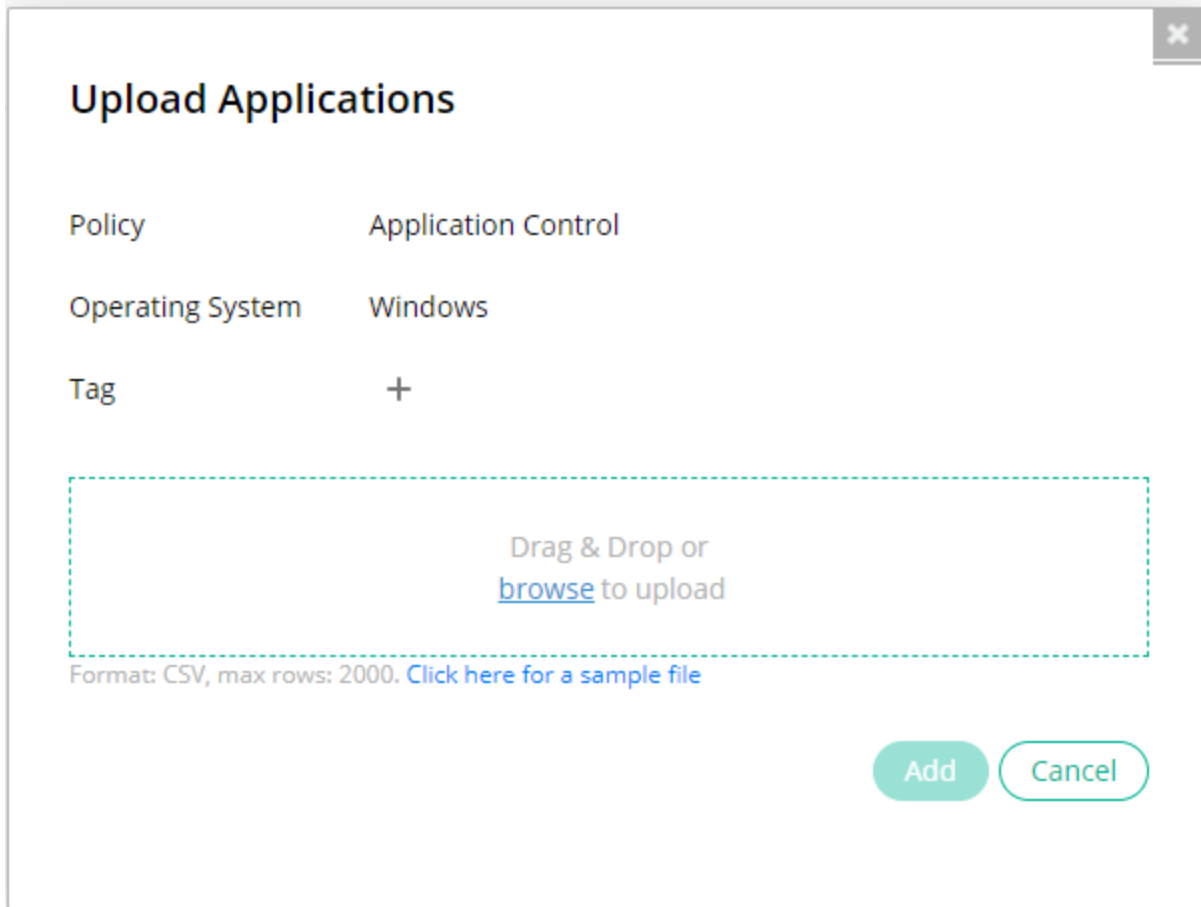 Upload Applications
Policy Application Control
Operating System Windows
Tag +
Drag & Drop or
browse to upload
Format: CSV, max rows: 2000. Click here for a sample file
Add Cancel